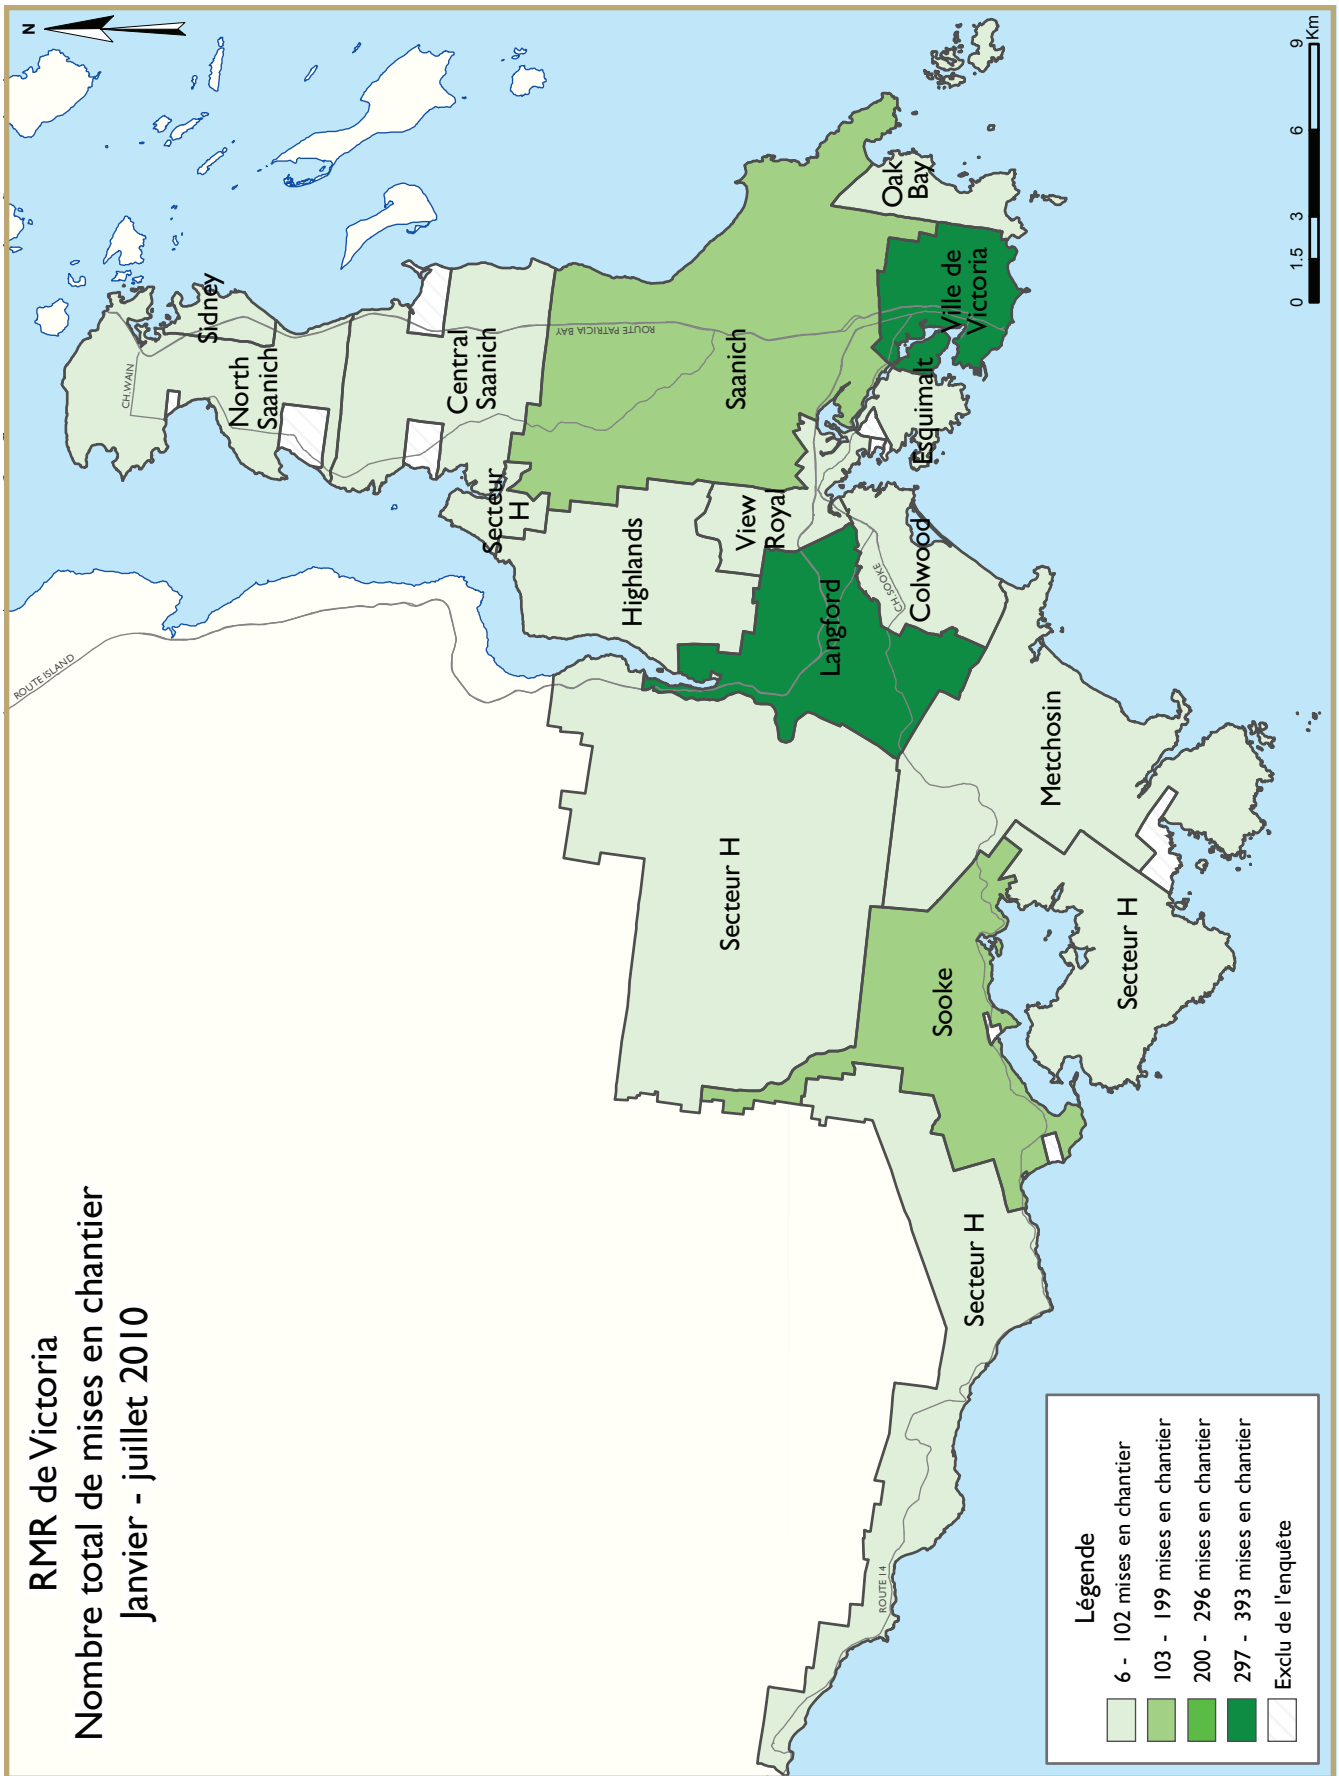 RMR de Victoria
Nombre total de mises en chantier
Janvier - juillet 2010
N
ROUTE ISLAND
CH.WAIN
Sidney
North
Saanich
Central
Saanich
ROUTE PATRICIA BAY
Saanich
Secteur
H
Highlands
View
Royal
Oak
Bay
Ville de
Victoria
Esquimalt
Langford
CH.SOOKE
Colwood
Metchosin
Secteur H
Sooke
Secteur H
Secteur H
ROUTE 14
Légende
6 - 102 mises en chantier
103 - 199 mises en chantier
200 - 296 mises en chantier
297 - 393 mises en chantier
Exclu de l'enquête
0 1.5 3 6 9
Km